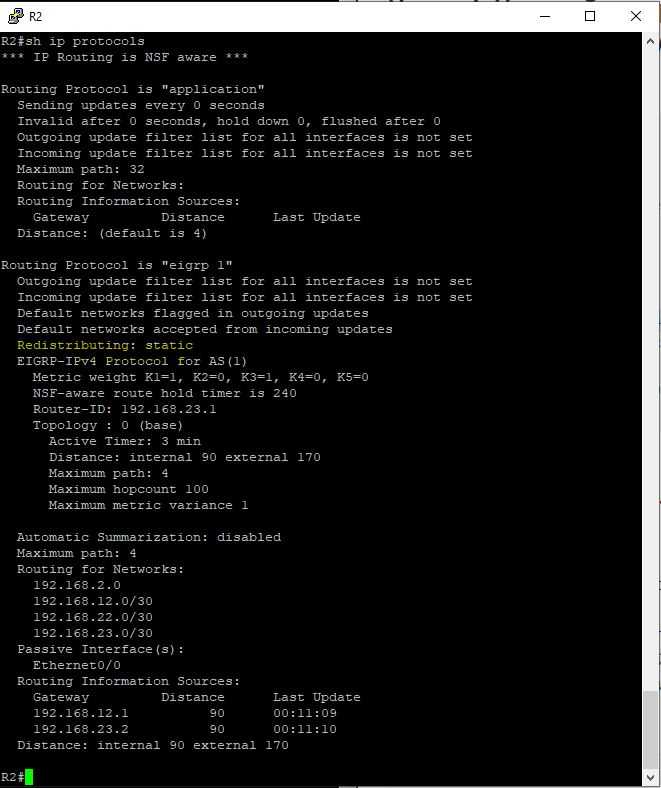 R2
R2#sh ip protocols
*** IP Routing is NSF aware ***
Routing Protocol is "application"
  Sending updates every 0 seconds
  Invalid after 0 seconds, hold down 0, flushed after 0
  Outgoing update filter list for all interfaces is not set
  Incoming update filter list for all interfaces is not set
  Maximum path: 32
  Routing for Networks:
  Routing Information Sources:
    Gateway         Distance      Last Update
  Distance: (default is 4)
Routing Protocol is "eigrp 1"
  Outgoing update filter list for all interfaces is not set
  Incoming update filter list for all interfaces is not set
  Default networks flagged in outgoing updates
  Default networks accepted from incoming updates
  Redistributing: static
  EIGRP-IPv4 Protocol for AS(1)
    Metric weight K1=1, K2=0, K3=1, K4=0, K5=0
    NSF-aware route hold timer is 240
    Router-ID: 192.168.23.1
    Topology : 0 (base)
      Active Timer: 3 min
      Distance: internal 90 external 170
      Maximum path: 4
      Maximum hopcount 100
      Maximum metric variance 1
  Automatic Summarization: disabled
  Maximum path: 4
  Routing for Networks:
    192.168.2.0
    192.168.12.0/30
    192.168.22.0/30
    192.168.23.0/30
  Passive Interface(s):
    Ethernet0/0
  Routing Information Sources:
    Gateway         Distance      Last Update
    192.168.12.1          90      00:11:09
    192.168.23.2          90      00:11:10
  Distance: internal 90 external 170
R2#